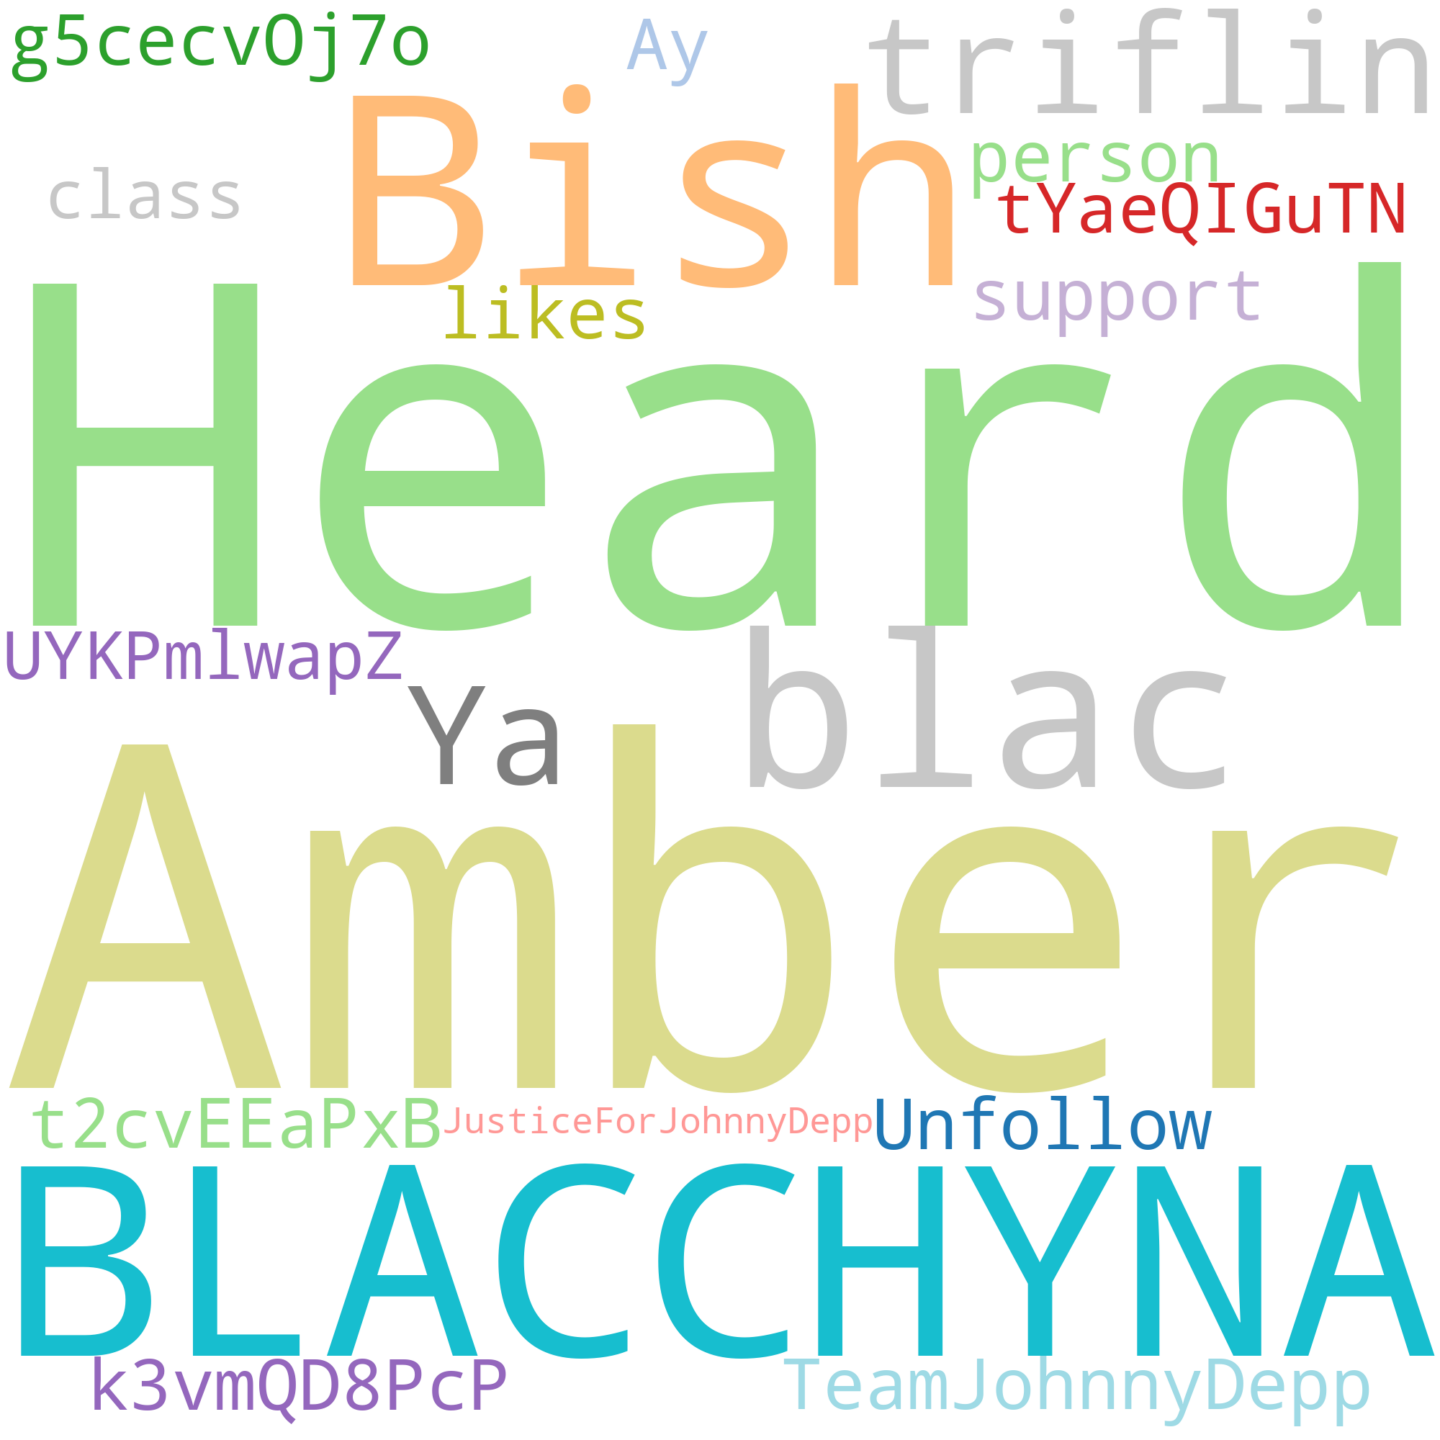 g5cecvOj7o
Ay
triflin
Bish
person
class
tYaeQIGuTN
likes
support
Heard
UYKPmlwapZ
Ya
blac
Amber
t2cvEEaPxB
JusticeForJohnnyDepp
Unfollow
BLACCHYNA
k3vmQD8PcP
TeamJohnnyDepp